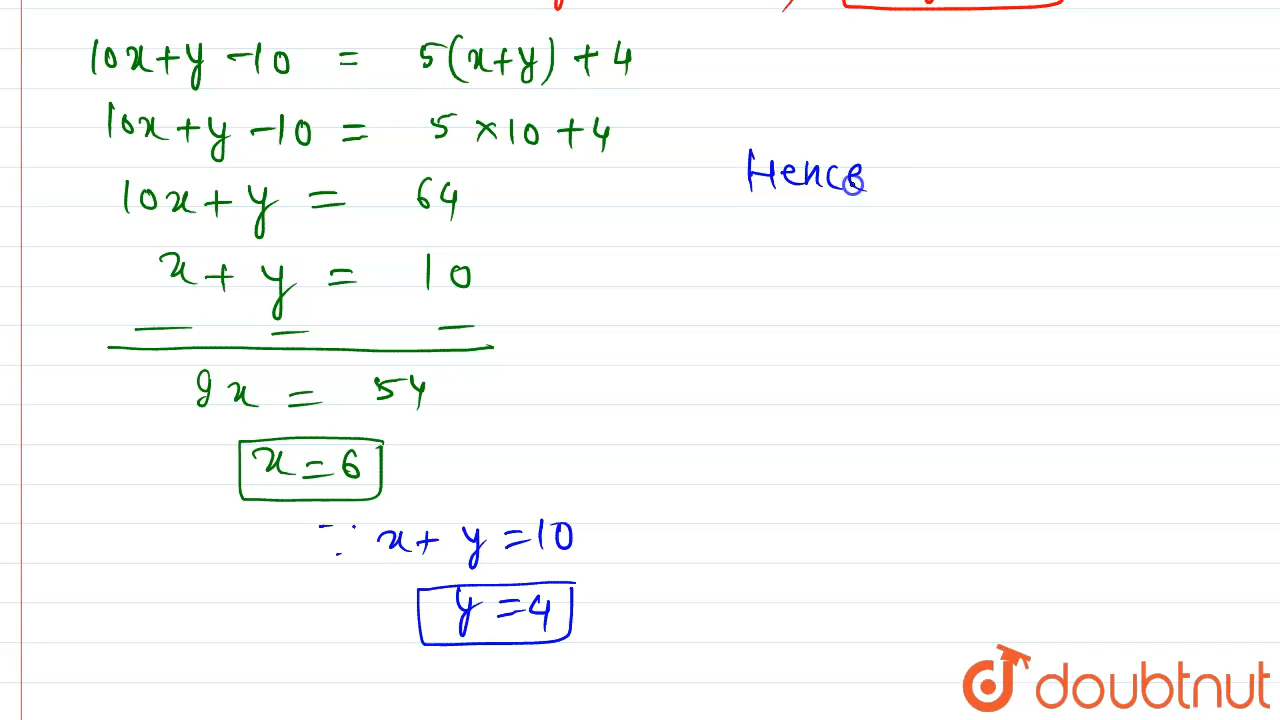 10x + y - 10 = 5(x+y) + 4
10x + y - 10 = 5 × 10 + 4
10x + y = 64
x + y = 10
— — —
9x = 54
x = 6
∵ x + y = 10
y = 4
Hence
doubtnut